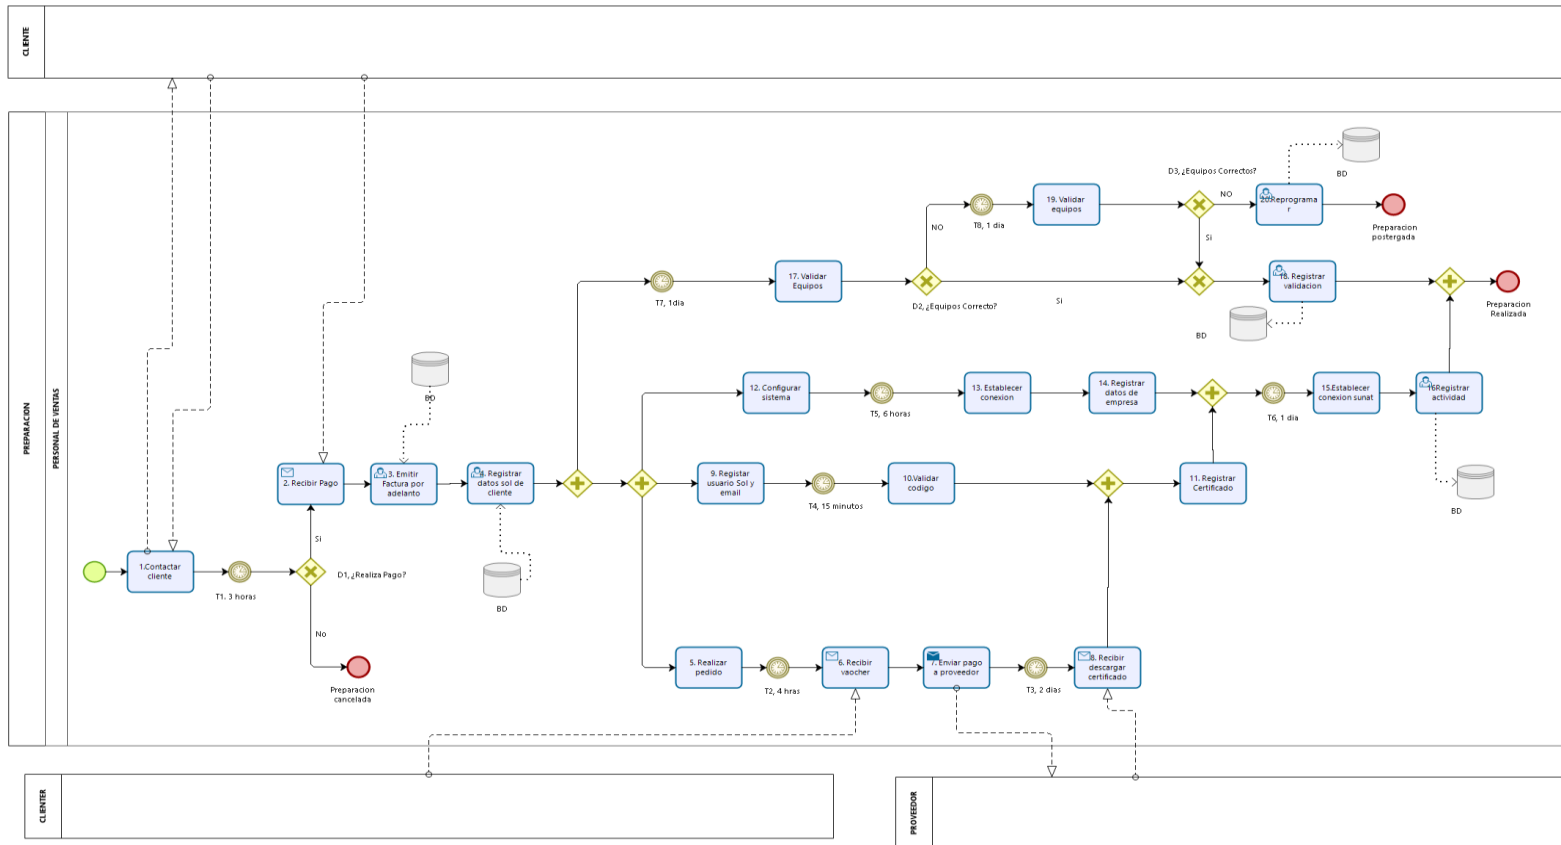 CLIENTE
PREPARACION
PERSONAL DE VENTAS
D3, ¿Equipos Correctos?
BD
NO
19. Validar
equipos
20.Reprograma
r
T8, 1 dia
Preparacion
postergada
NO
Si
17. Validar
Equipos
18. Registrar
validacion
T7, 1dia
D2, ¿Equipos Correcto?
Si
Preparacion
Realizada
BD
BD
12. Configurar
sistema
13. Establecer
conexion
14. Registrar
datos de
empresa
15.Establecer
conexion sunat
16Registrar
actividad
T5, 6 horas
T6, 1 dia
2. Recibir Pago
3. Emitir
Factura por
adelanto
4. Registrar
datos sol de
cliente
9. Registar
usuario Sol y
email
10.Validar
codigo
11. Registrar
Certificado
T4, 15 minutos
BD
Si
1.Contactar
cliente
D1, ¿Realiza Pago?
T1. 3 horas
BD
No
5. Realizar
pedido
6. Recibir
vaocher
7. Enviar pago
a proveedor
8. Recibir
descargar
certificado
T2, 4 hras
T3, 2 dias
Preparacion
cancelada
CLIENTER
PROVEEDOR